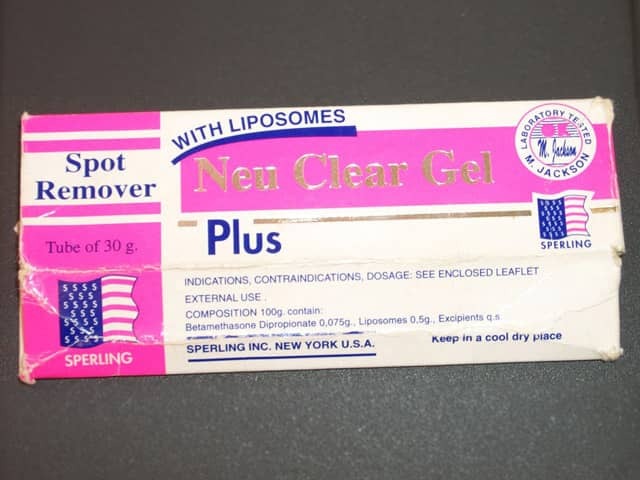 WITH LIPOSOMES
Spot
Remover
Neu Clear Gel
LABORATORY TESTED
M. Jackson
M. JACKSON
Tube of 30 g.
Plus
SPERLING
INDICATIONS, CONTRAINDICATIONS, DOSAGE: SEE ENCLOSED LEAFLET
EXTERNAL USE .
COMPOSITION 100g. contain:
Betamethasone Dipropionate 0,075g., Liposomes 0,5g., Excipients q.s
SPERLING INC. NEW YORK U.S.A.
Keep in a cool dry place
SPERLING